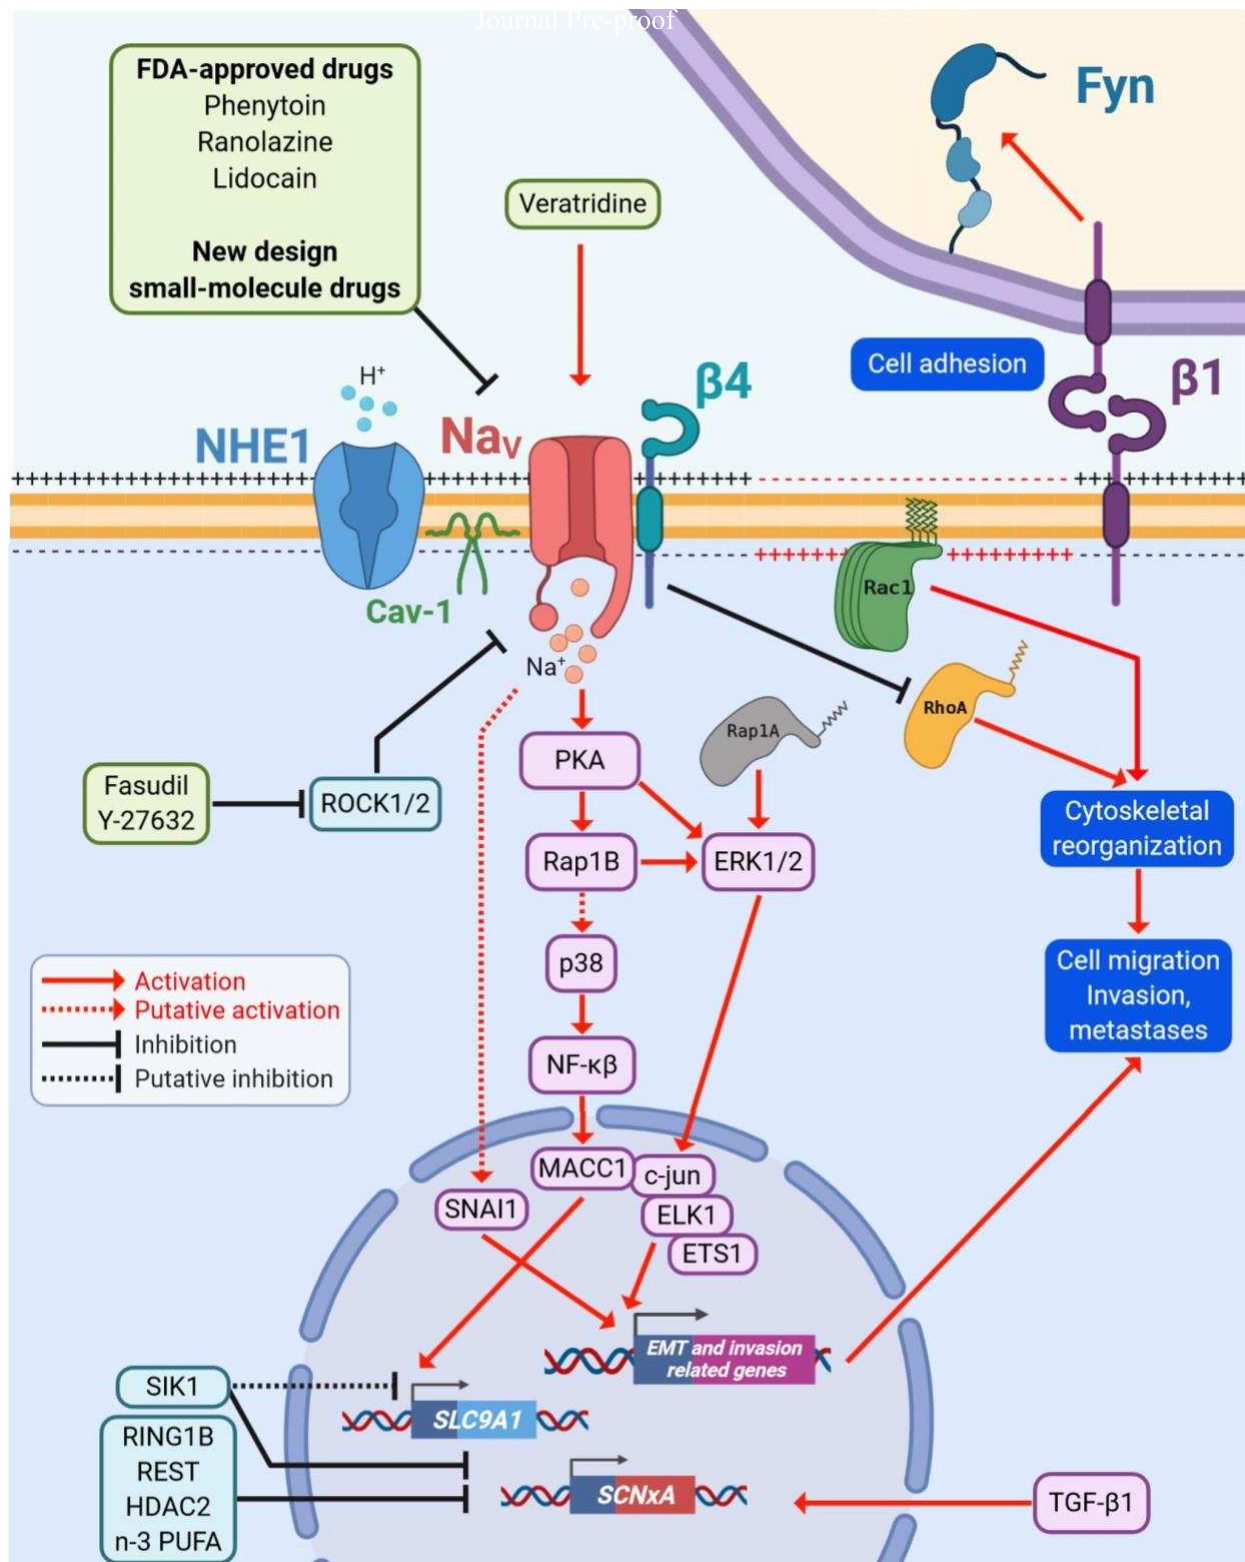 Journal Pre-proof
FDA-approved drugs
Phenytoin
Ranolazine
Lidocain
New design
small-molecule drugs
Veratridine
Fyn
Cell adhesion
β1
β4
H+
NHE1
NaV
++++++++++++++++++++++++++++++
Cav-1
Na+
Rac1
RhoA
Rap1A
Fasudil
Y-27632
ROCK1/2
PKA
Rap1B
ERK1/2
p38
NF-κβ
Cytoskeletal
reorganization
Cell migration
Invasion,
metastases
Activation
Putative activation
Inhibition
Putative inhibition
MACC1
c-jun
SNAI1
ELK1
ETS1
EMT and invasion
related genes
SIK1
SLC9A1
RING1B
REST
HDAC2
n-3 PUFA
SCNxA
TGF-β1